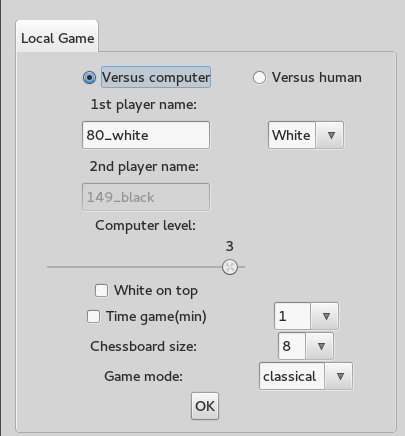 Local Game
Versus computer Versus human
1st player name:
80_white White
2nd player name:
149_black
Computer level:
3
White on top
Time game(min) 1
Chessboard size: 8
Game mode: classical
OK